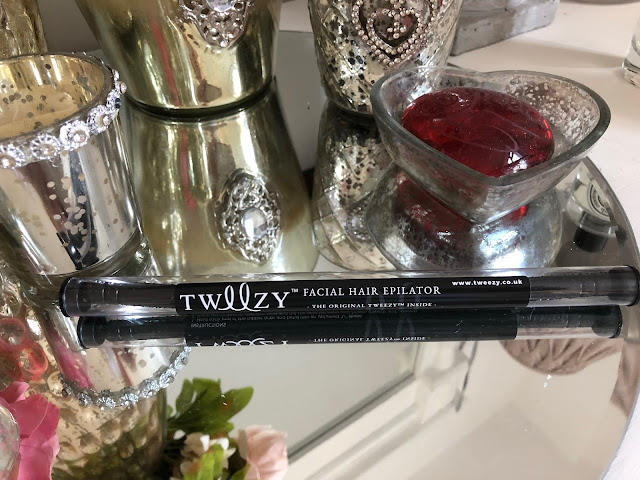 TWEEZY™ FACIAL HAIR EPILATOR
www.tweezy.co.uk
- THE ORIGINAL TWEEZY™ INSIDE -